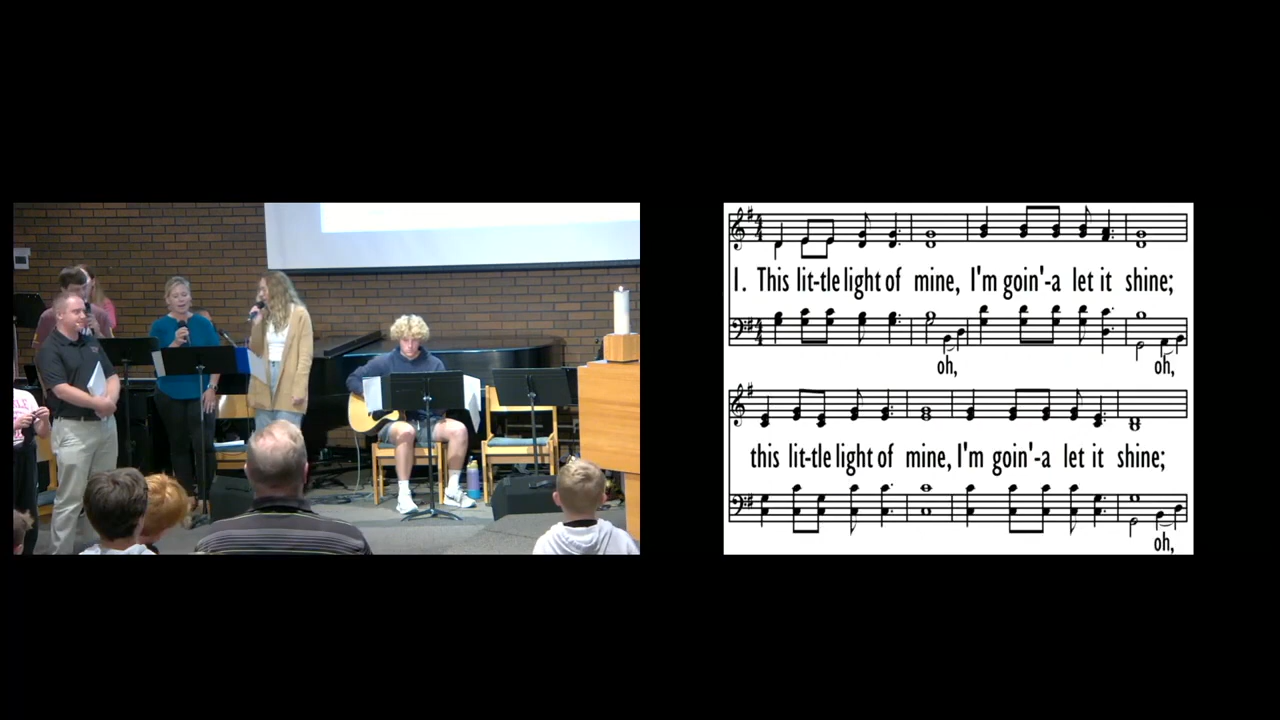 1. This lit-tle light of mine, I'm goin'-a let it shine;
oh, oh,
this lit-tle light of mine, I'm goin'-a let it shine;
oh,